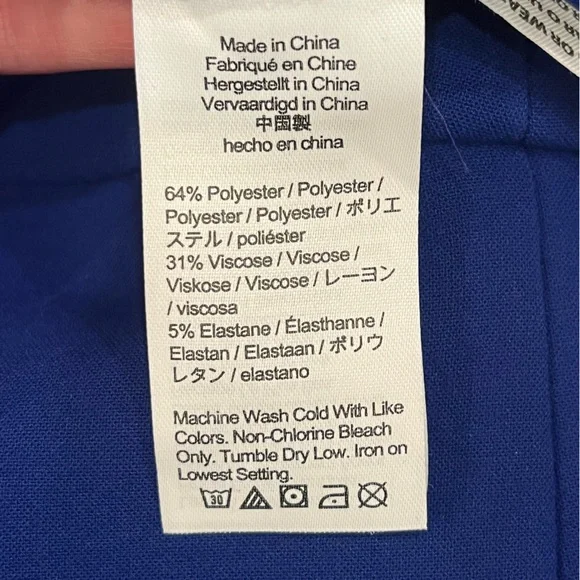 Made in China
Fabriqué en Chine
Hergestellt in China
Vervaardigd in China
中国製
hecho en china
64% Polyester / Polyester /
Polyester / Polyester / ポリエ
ステル / poliéster
31% Viscose / Viscose /
Viskose / Viscose / レーヨン
/ viscosa
5% Elastane / Élasthanne /
Elastan / Elastaan / ポリウ
レタン / elastano
Machine Wash Cold With Like
Colors. Non-Chlorine Bleach
Only. Tumble Dry Low. Iron on
Lowest Setting.
30
OR WEA